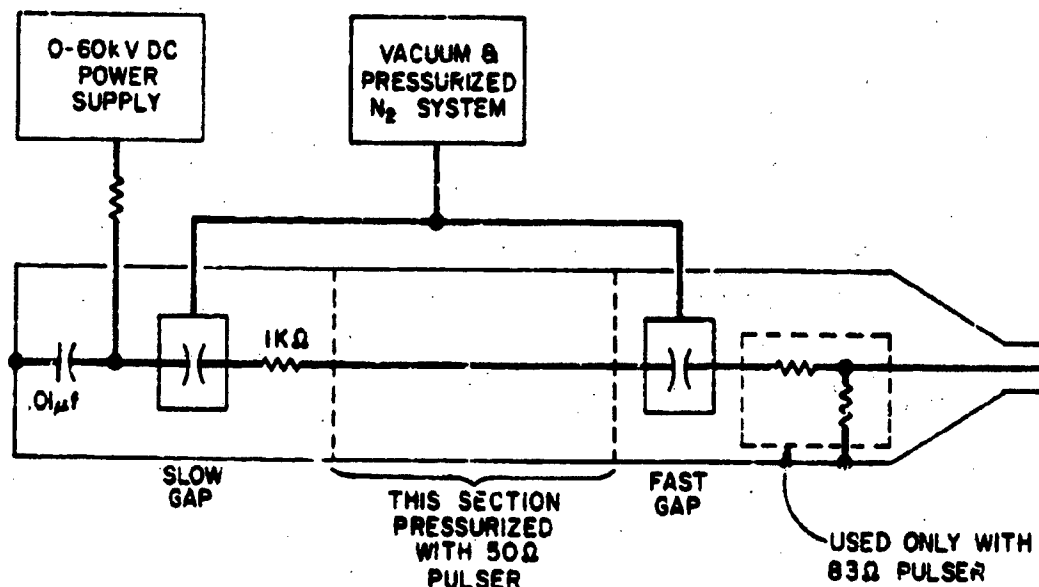 0-60kV DC
POWER
SUPPLY
VACUUM &
PRESSURIZED
N2 SYSTEM
1KΩ
.01μf
SLOW
GAP
THIS SECTION
PRESSURIZED
WITH 50Ω
PULSER
FAST
GAP
USED ONLY WITH
83Ω PULSER